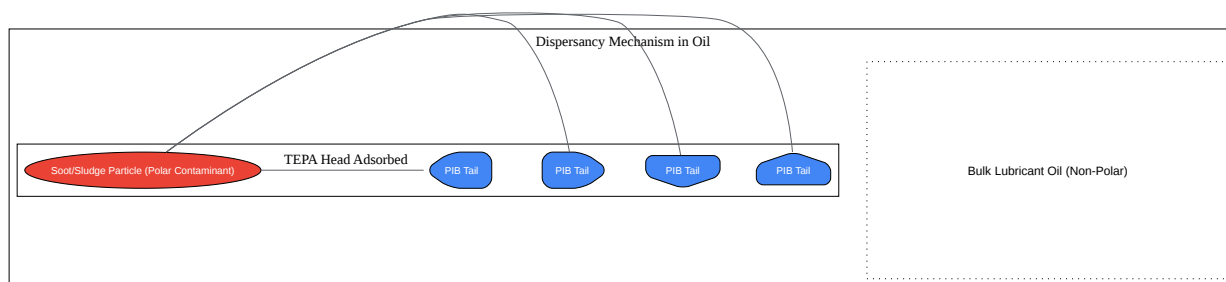 Dispersancy Mechanism in Oil
TEPA Head Adsorbed
Soot/Sludge Particle (Polar Contaminant)
PIB Tail
PIB Tail
PIB Tail
PIB Tail
Bulk Lubricant Oil (Non-Polar)